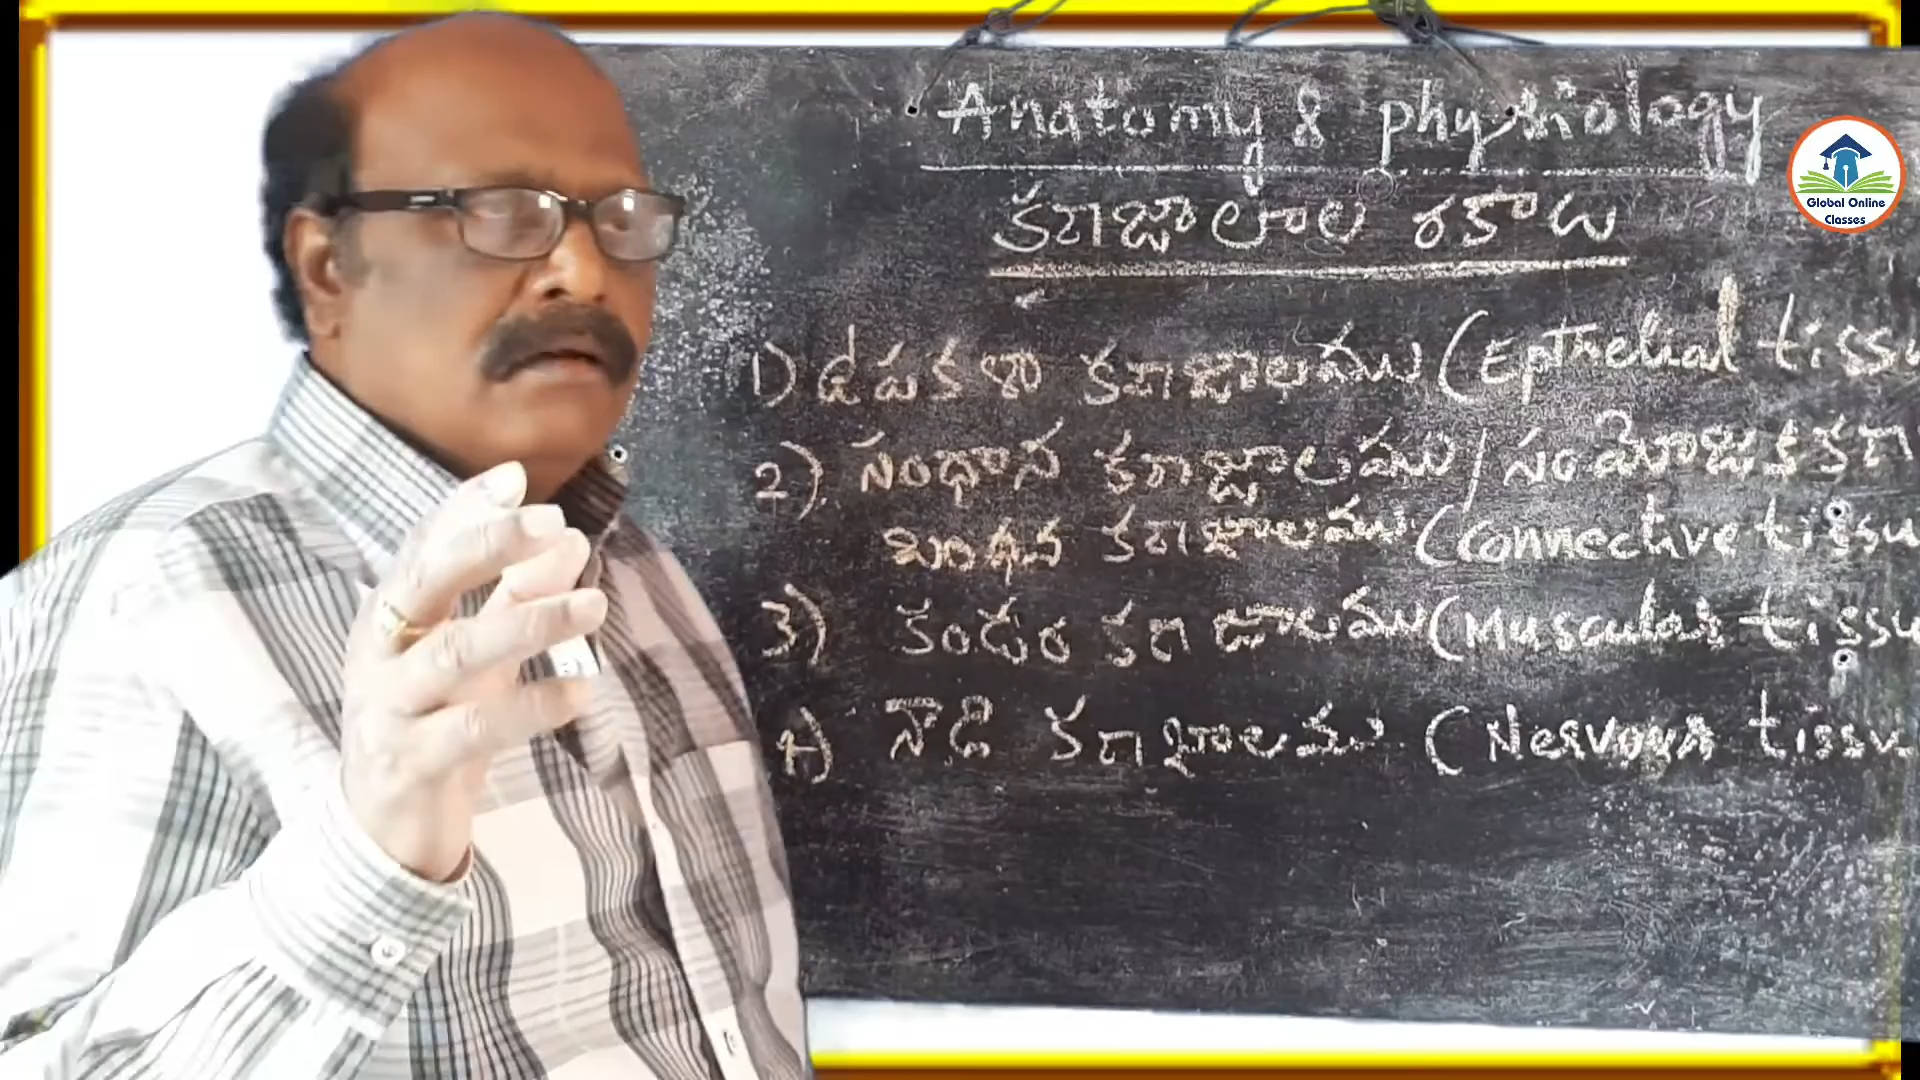 Anatomy & physiology
కణజాలాల రకాలు
1) ఉపకళా కణజాలము (Epthelial tissu
2) సంధాన కణజాలము / సంయోజక కణ
బంధన కణజాలము (Connective tissu
3) కండర కణజాలము (Muscular tissu
4) నాడి కణజాలము (Nervous tissu
Global Online
Classes